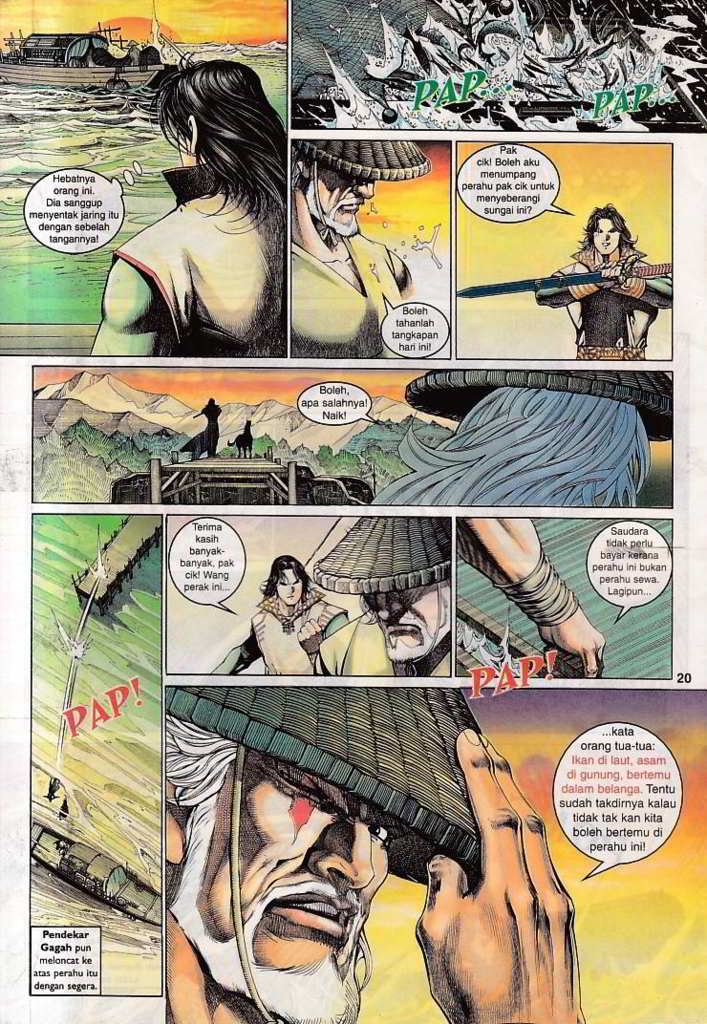 PAP...
PAP...
Hebatnya
orang ini.
Dia sanggup
menyentak jaring itu
dengan sebelah
tangannya!
Boleh
tahanlah
tangkapan
hari ini!
Pak
cik! Boleh aku
menumpang
perahu pak cik untuk
menyeberangi
sungai ini?
Boleh,
apa salahnya!
Naik!
PAP!
Pendekar
Gagah pun
meloncat ke
atas perahu itu
dengan segera.
Terima
kasih
banyak-
banyak, pak
cik! Wang
perak ini...
Saudara
tidak perlu
bayar kerana
perahu ini bukan
perahu sewa.
Lagipun...
PAP!
20
...kata
orang tua-tua:
Ikan di laut, asam
di gunung, bertemu
dalam belanga. Tentu
sudah takdirnya kalau
tidak tak kan kita
boleh bertemu di
perahu ini!